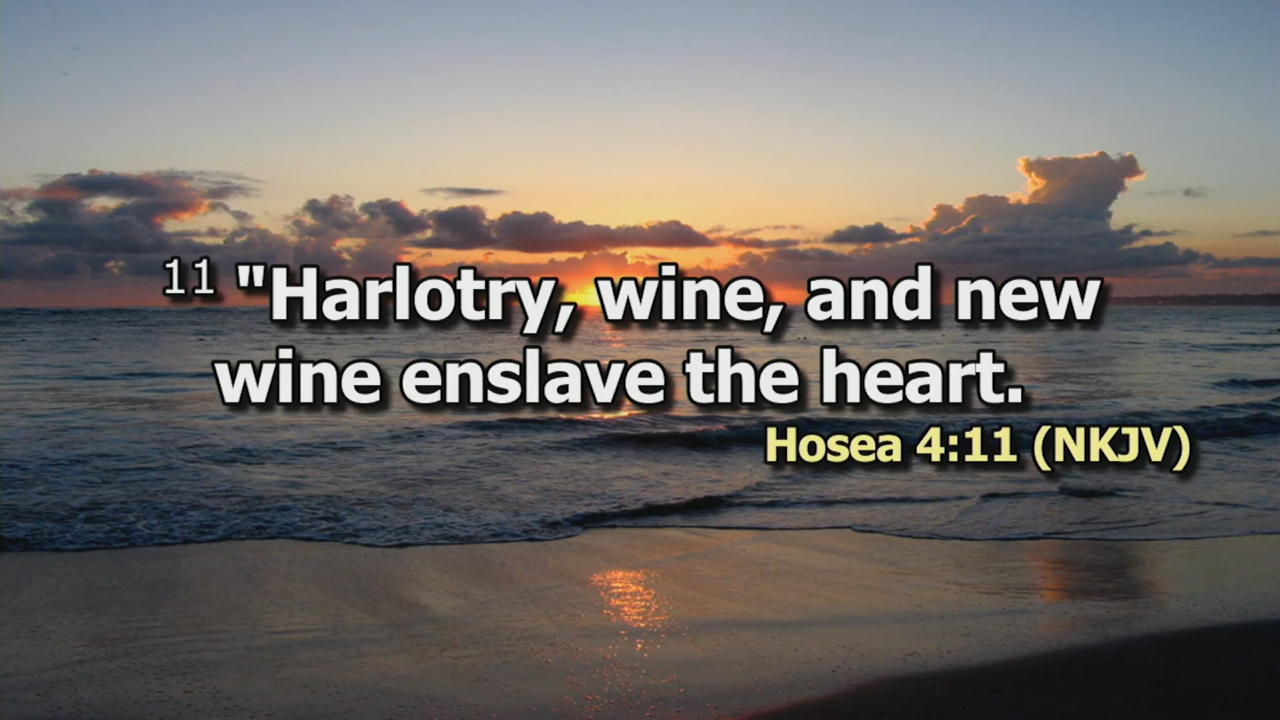 11 "Harlotry, wine, and new
wine enslave the heart.
Hosea 4:11 (NKJV)